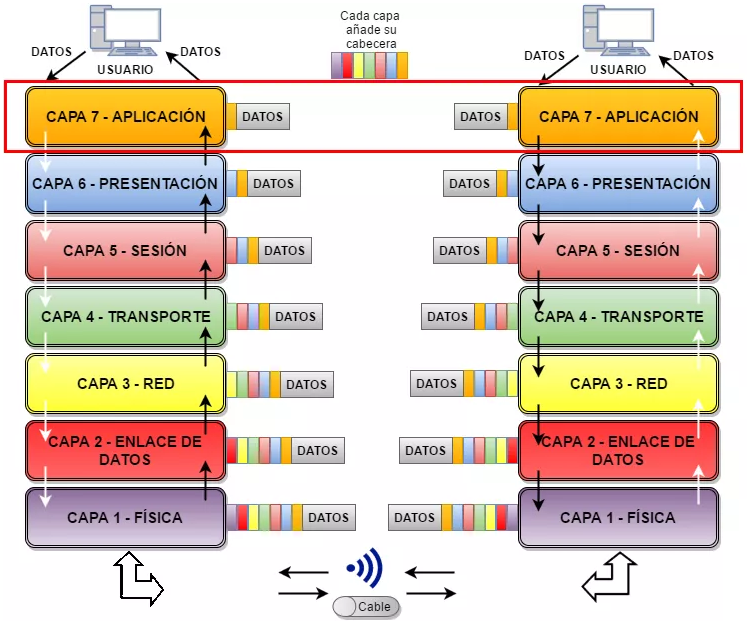 Cada capa
añade su
cabecera
DATOS
DATOS
USUARIO
DATOS
DATOS
USUARIO
CAPA 7 - APLICACIÓN
DATOS
DATOS
CAPA 7 - APLICACIÓN
CAPA 6 - PRESENTACIÓN
DATOS
DATOS
CAPA 6 - PRESENTACIÓN
CAPA 5 - SESIÓN
DATOS
DATOS
CAPA 5 - SESIÓN
CAPA 4 - TRANSPORTE
DATOS
DATOS
CAPA 4 - TRANSPORTE
CAPA 3 - RED
DATOS
DATOS
CAPA 3 - RED
CAPA 2 - ENLACE DE
DATOS
DATOS
DATOS
CAPA 2 - ENLACE DE
DATOS
CAPA 1 - FÍSICA
DATOS
DATOS
CAPA 1 - FÍSICA
Cable